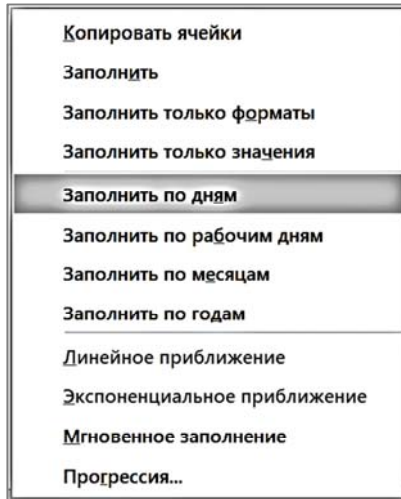 Копировать ячейки
Заполнить
Заполнить только форматы
Заполнить только значения
Заполнить по дням
Заполнить по рабочим дням
Заполнить по месяцам
Заполнить по годам
Линейное приближение
Экспоненциальное приближение
Мгновенное заполнение
Прогрессия...